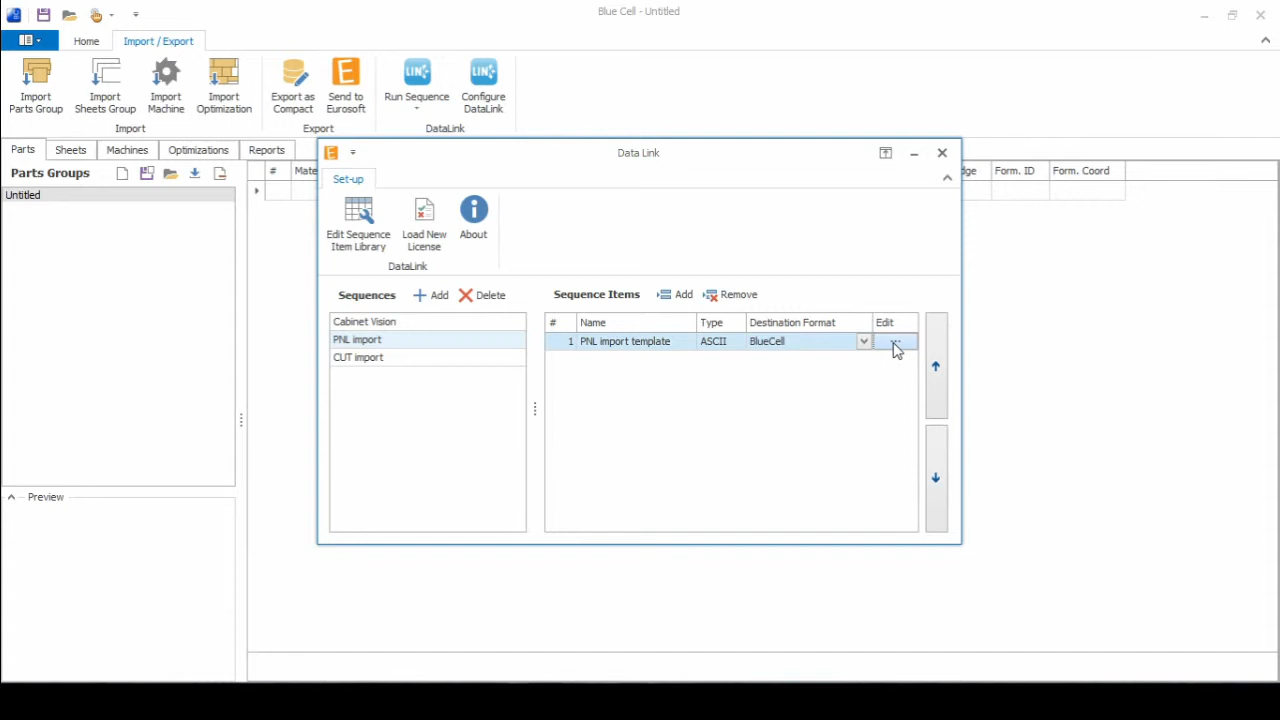 Blue Cell - Untitled
Home
Import / Export
Import Parts Group
Import Sheets Group
Import Machine
Import Optimization
Export as Compact
Send to Eurosoft
LINK
Run Sequence
LINK
Configure DataLink
Import
Export
DataLink
Parts
Sheets
Machines
Optimizations
Reports
Parts Groups
# Mate
dge Form. ID Form. Coord
Untitled
Preview
Data Link
Set-up
Edit Sequence Item Library
Load New License
About
DataLink
Sequences Add Delete
Sequence Items Add Remove
Cabinet Vision
PNL import
CUT import
# Name Type Destination Format Edit
1 PNL import template ASCII BlueCell ...